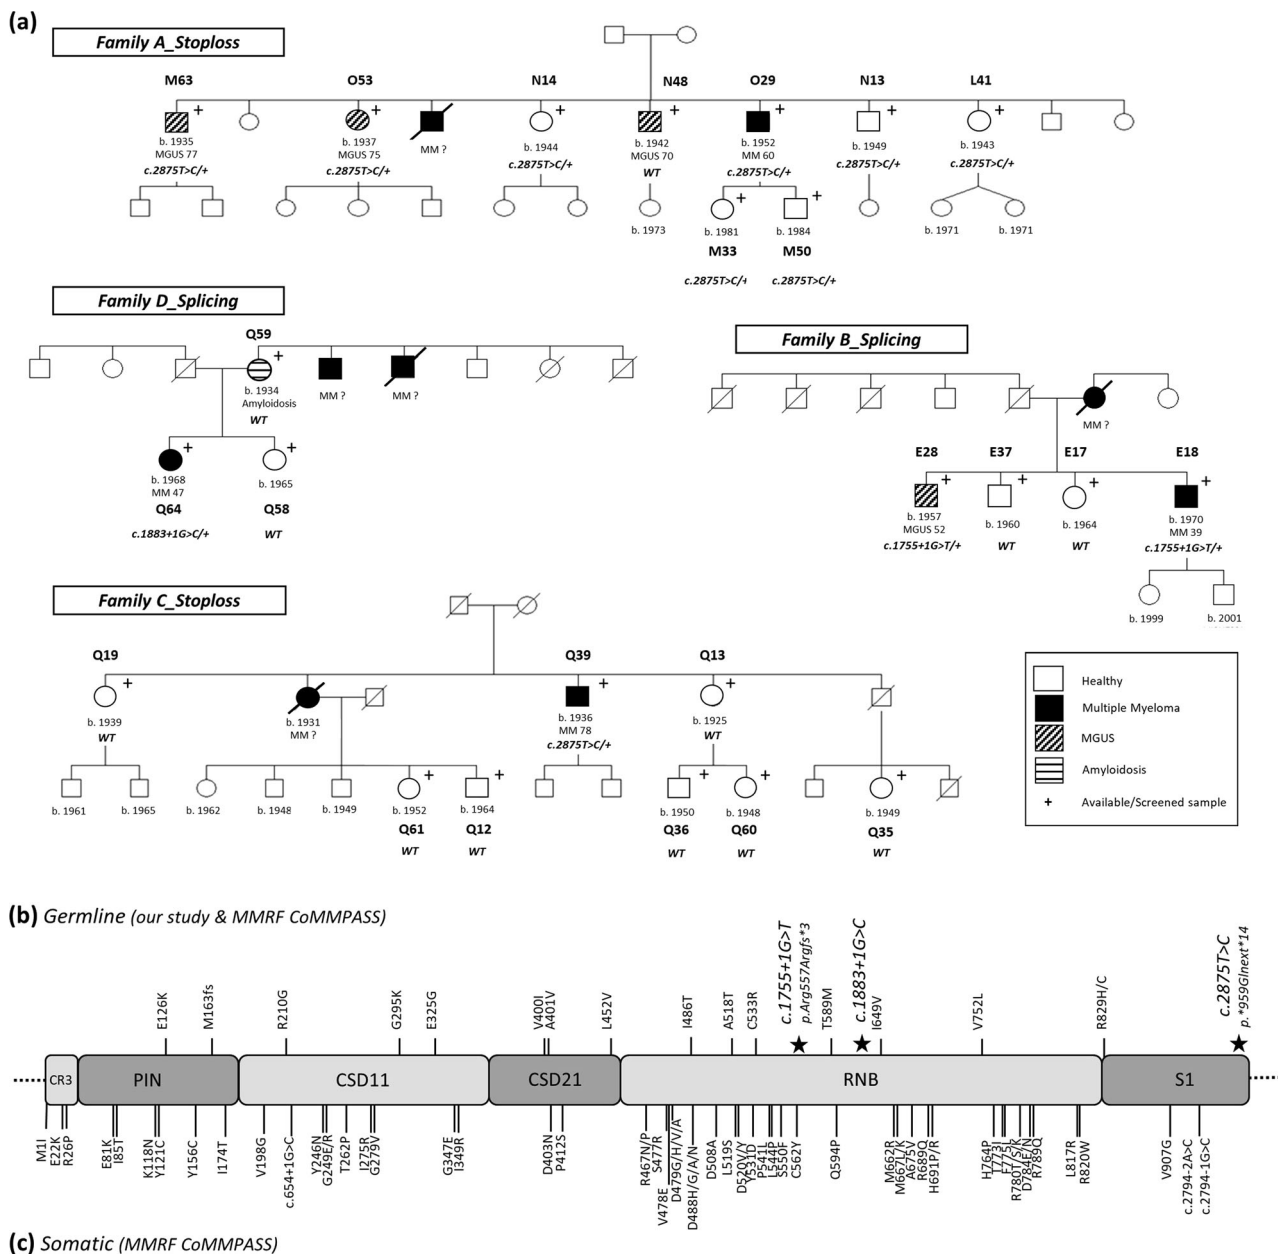 (a)
Family A_Stoploss
M63 O53 N14 N48 O29 N13 L41
+ + + + + + +
b. 1935
MGUS 77
c.2875T>C/+
b. 1937
MGUS 75
c.2875T>C/+
MM ?
b. 1944
c.2875T>C/+
b. 1942
MGUS 70
WT
b. 1952
MM 60
c.2875T>C/+
b. 1949
c.2875T>C/+
b. 1943
c.2875T>C/+
b. 1973
+ +
b. 1981
M33
c.2875T>C/+
b. 1984
M50
c.2875T>C/+
b. 1971 b. 1971
Family D_Splicing
Q59
+
b. 1934
Amyloidosis
WT
MM ?
MM ?
+ +
b. 1968
MM 47
Q64
c.1883+1G>C/+
b. 1965
Q58
WT
Family B_Splicing
MM ?
E28 E37 E17 E18
+ + + +
b. 1957
MGUS 52
c.1755+1G>T/+
b. 1960
WT
b. 1964
WT
b. 1970
MM 39
c.1755+1G>T/+
b. 1999 b. 2001
Family C_Stoploss
Q19 Q39 Q13
+ + +
b. 1939
WT
b. 1931
MM ?
b. 1936
MM 78
c.2875T>C/+
b. 1925
WT
+ + + + +
b. 1961 b. 1965 b. 1962 b. 1948 b. 1949
b. 1952
Q61
WT
b. 1964
Q12
WT
b. 1950
Q36
WT
b. 1948
Q60
WT
b. 1949
Q35
WT
Healthy
Multiple Myeloma
MGUS
Amyloidosis
+ Available/Screened sample
(b) Germline (our study & MMRF CoMMPASS)
E126K
M163fs
R210G
G295K
E325G
V400I
A401V
L452V
I486T
A518T
C533R
c.1755+1G>T
p.Arg557Argfs*3
T589M
c.1883+1G>C
I649V
V752L
R829H/C
c.2875T>C
p.*959Glnext*14
CR3 PIN CSD11 CSD21 RNB S1
M1I
E22K
R26P
E81K
I85T
K118N
Y121C
Y156C
I174T
V198G
c.654+1G>C
Y246N
G249E/R
T262P
I275R
G279V
G347E
I349R
D403N
P412S
R467N/P
S477R
V478E
D479G/H/V/A
D488H/G/A/N
D508A
L519S
D520V/Y
Y531D
P541L
L544P
S550F
C562Y
Q594P
M662R
M667L/K
A675V
R689Q
H691P/R
H764P
T773I
F775L
R780T/S/K
D784E/N
R789Q
L817R
R820W
V907G
c.2794-2A>C
c.2794-1G>C
(c) Somatic (MMRF CoMMPASS)